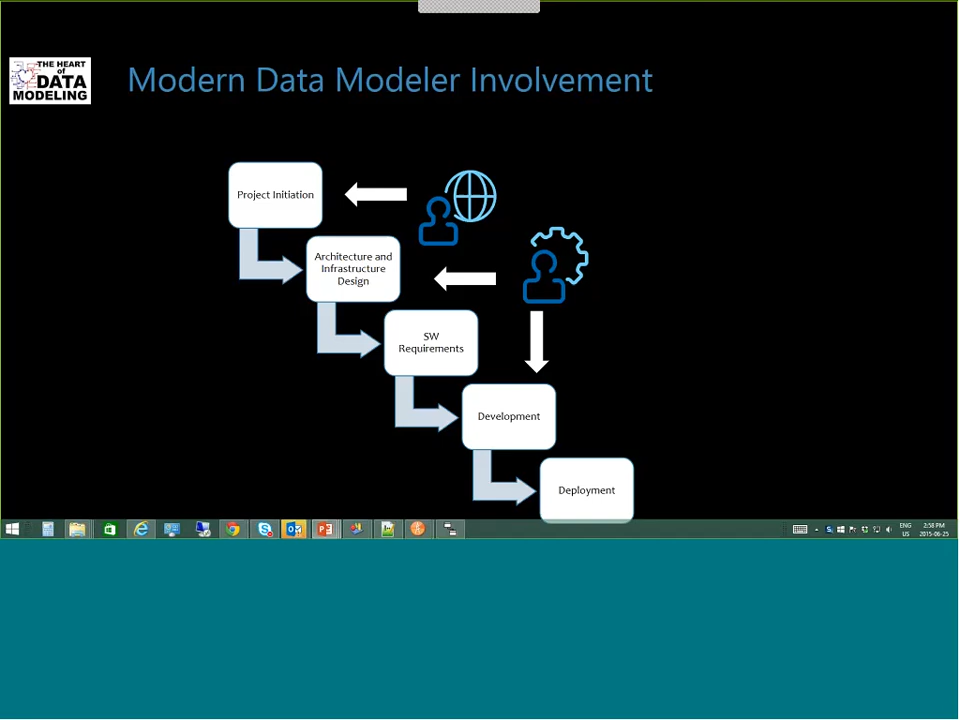 THE HEART
of
DATA
MODELING
Modern Data Modeler Involvement
Project Initiation
Architecture and
Infrastructure
Design
SW
Requirements
Development
Deployment
ENG
US
2:58 PM
2015-06-25